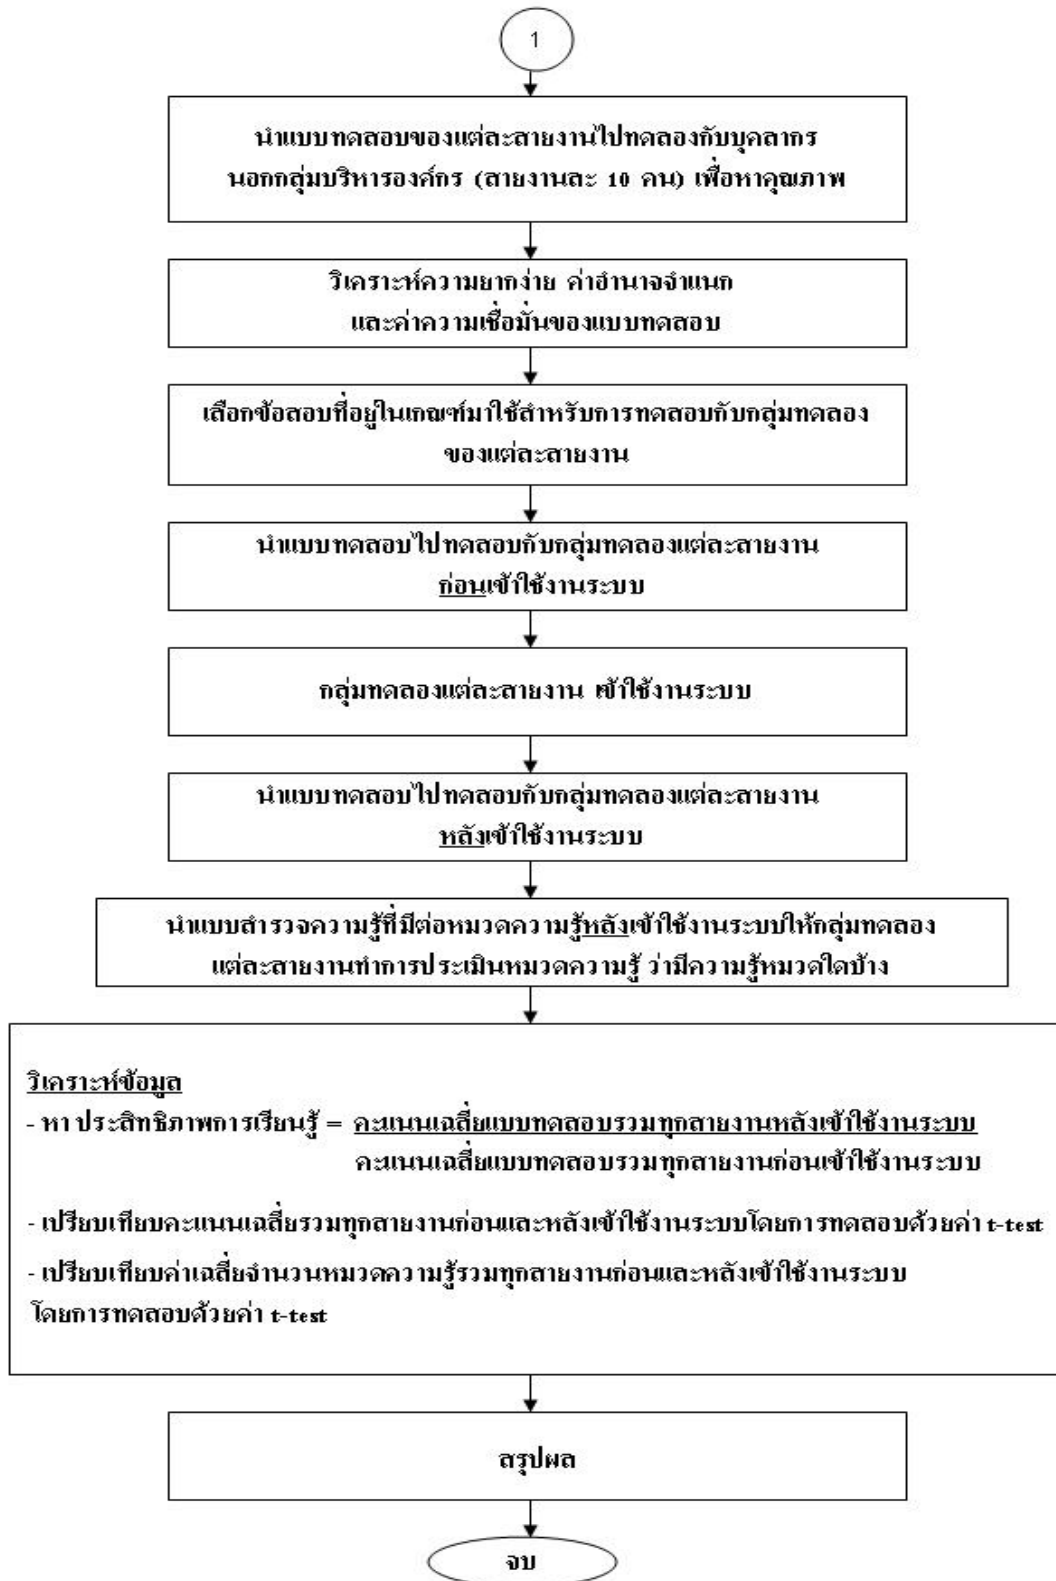 1
นำแบบทดสอบของแต่ละสายงานไปทดลองกับบุคลากร
นอกกลุ่มบริหารองค์กร (สายงานละ 10 คน) เพื่อหาคุณภาพ
วิเคราะห์ความยากง่าย ค่าอำนาจจำแนก
และค่าความเชื่อมั่นของแบบทดสอบ
เลือกข้อสอบที่อยู่ในเกณฑ์มาใช้สำหรับการทดสอบกับกลุ่มทดลอง
ของแต่ละสายงาน
นำแบบทดสอบไปทดสอบกับกลุ่มทดลองแต่ละสายงาน
ก่อนเข้าใช้งานระบบ
กลุ่มทดลองแต่ละสายงาน เข้าใช้งานระบบ
นำแบบทดสอบไปทดสอบกับกลุ่มทดลองแต่ละสายงาน
หลังเข้าใช้งานระบบ
นำแบบสำรวจความรู้ที่มีต่อหมวดความรู้หลังเข้าใช้งานระบบให้กลุ่มทดลอง
แต่ละสายงานทำการประเมินหมวดความรู้ ว่ามีความรู้หมวดใดบ้าง
วิเคราะห์ข้อมูล
- หา ประสิทธิภาพการเรียนรู้ = คะแนนเฉลี่ยแบบทดสอบรวมทุกสายงานหลังเข้าใช้งานระบบ
คะแนนเฉลี่ยแบบทดสอบรวมทุกสายงานก่อนเข้าใช้งานระบบ
- เปรียบเทียบคะแนนเฉลี่ยรวมทุกสายงานก่อนและหลังเข้าใช้งานระบบโดยการทดสอบด้วยค่า t-test
- เปรียบเทียบค่าเฉลี่ยจำนวนหมวดความรู้รวมทุกสายงานก่อนและหลังเข้าใช้งานระบบ
โดยการทดสอบด้วยค่า t-test
สรุปผล
จบ